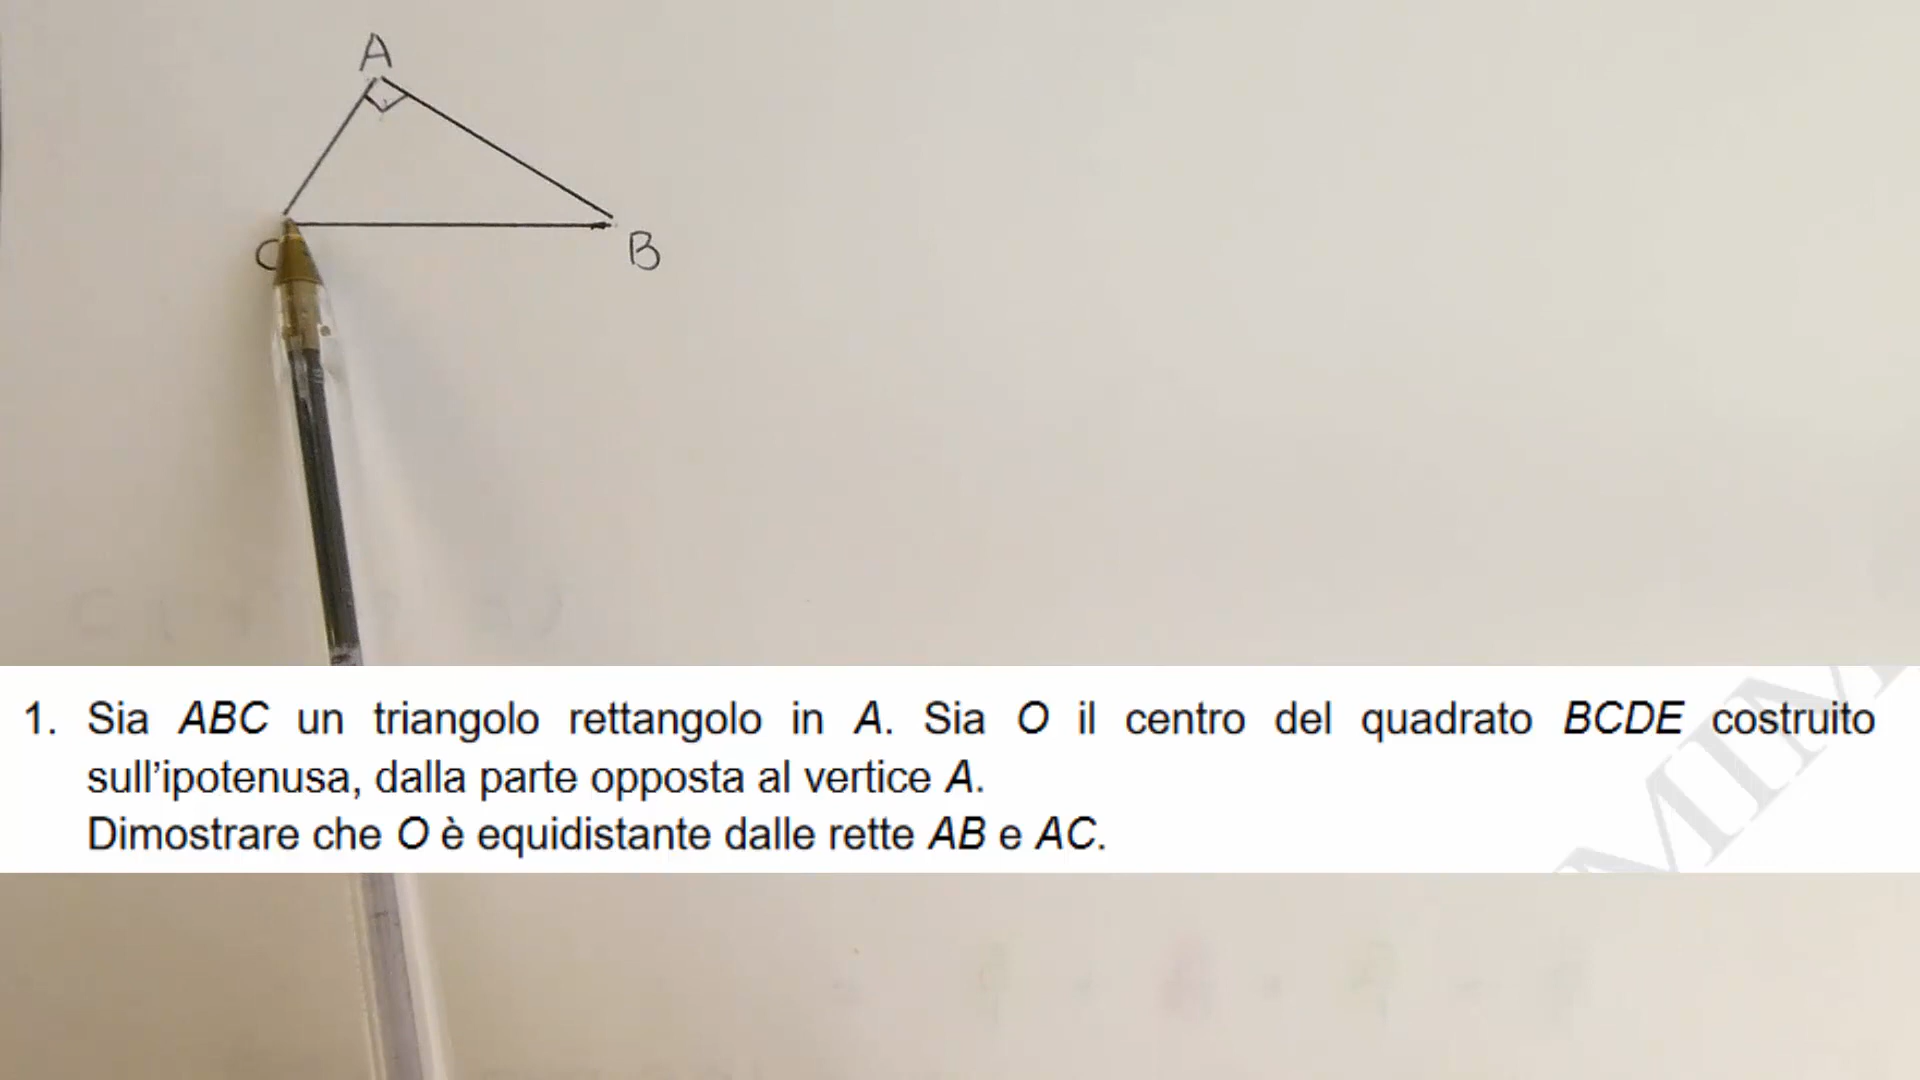 A
C
B
1. Sia ABC un triangolo rettangolo in A. Sia O il centro del quadrato BCDE costruito
sull'ipotenusa, dalla parte opposta al vertice A.
Dimostrare che O è equidistante dalle rette AB e AC.
MIM